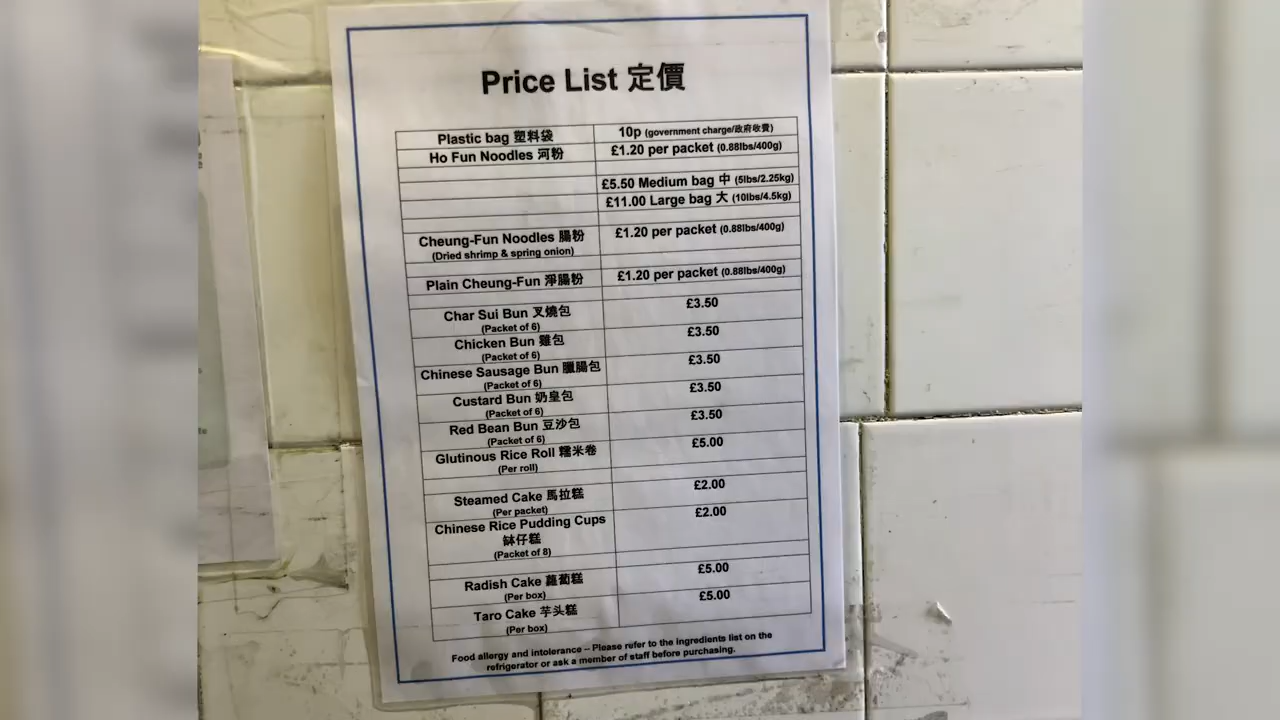 Price List 定價
Plastic bag 塑料袋 10p (government charge/政府收費)
Ho Fun Noodles 河粉 £1.20 per packet (0.88lbs/400g)
£5.50 Medium bag 中 (5lbs/2.25kg)
£11.00 Large bag 大 (10lbs/4.5kg)
Cheung-Fun Noodles 腸粉 £1.20 per packet (0.88lbs/400g)
(Dried shrimp & spring onion)
Plain Cheung-Fun 淨腸粉 £1.20 per packet (0.88lbs/400g)
Char Sui Bun 叉燒包 £3.50
(Packet of 6)
Chicken Bun 雞包 £3.50
(Packet of 6)
Chinese Sausage Bun 臘腸包 £3.50
(Packet of 6)
Custard Bun 奶皇包 £3.50
(Packet of 6)
Red Bean Bun 豆沙包 £3.50
(Packet of 6)
Glutinous Rice Roll 糯米卷 £5.00
(Per roll)
Steamed Cake 馬拉糕 £2.00
(Per packet)
Chinese Rice Pudding Cups £2.00
缽仔糕
(Packet of 8)
Radish Cake 蘿蔔糕 £5.00
(Per box)
Taro Cake 芋头糕 £5.00
(Per box)
Food allergy and intolerance – Please refer to the ingredients list on the
refrigerator or ask a member of staff before purchasing.